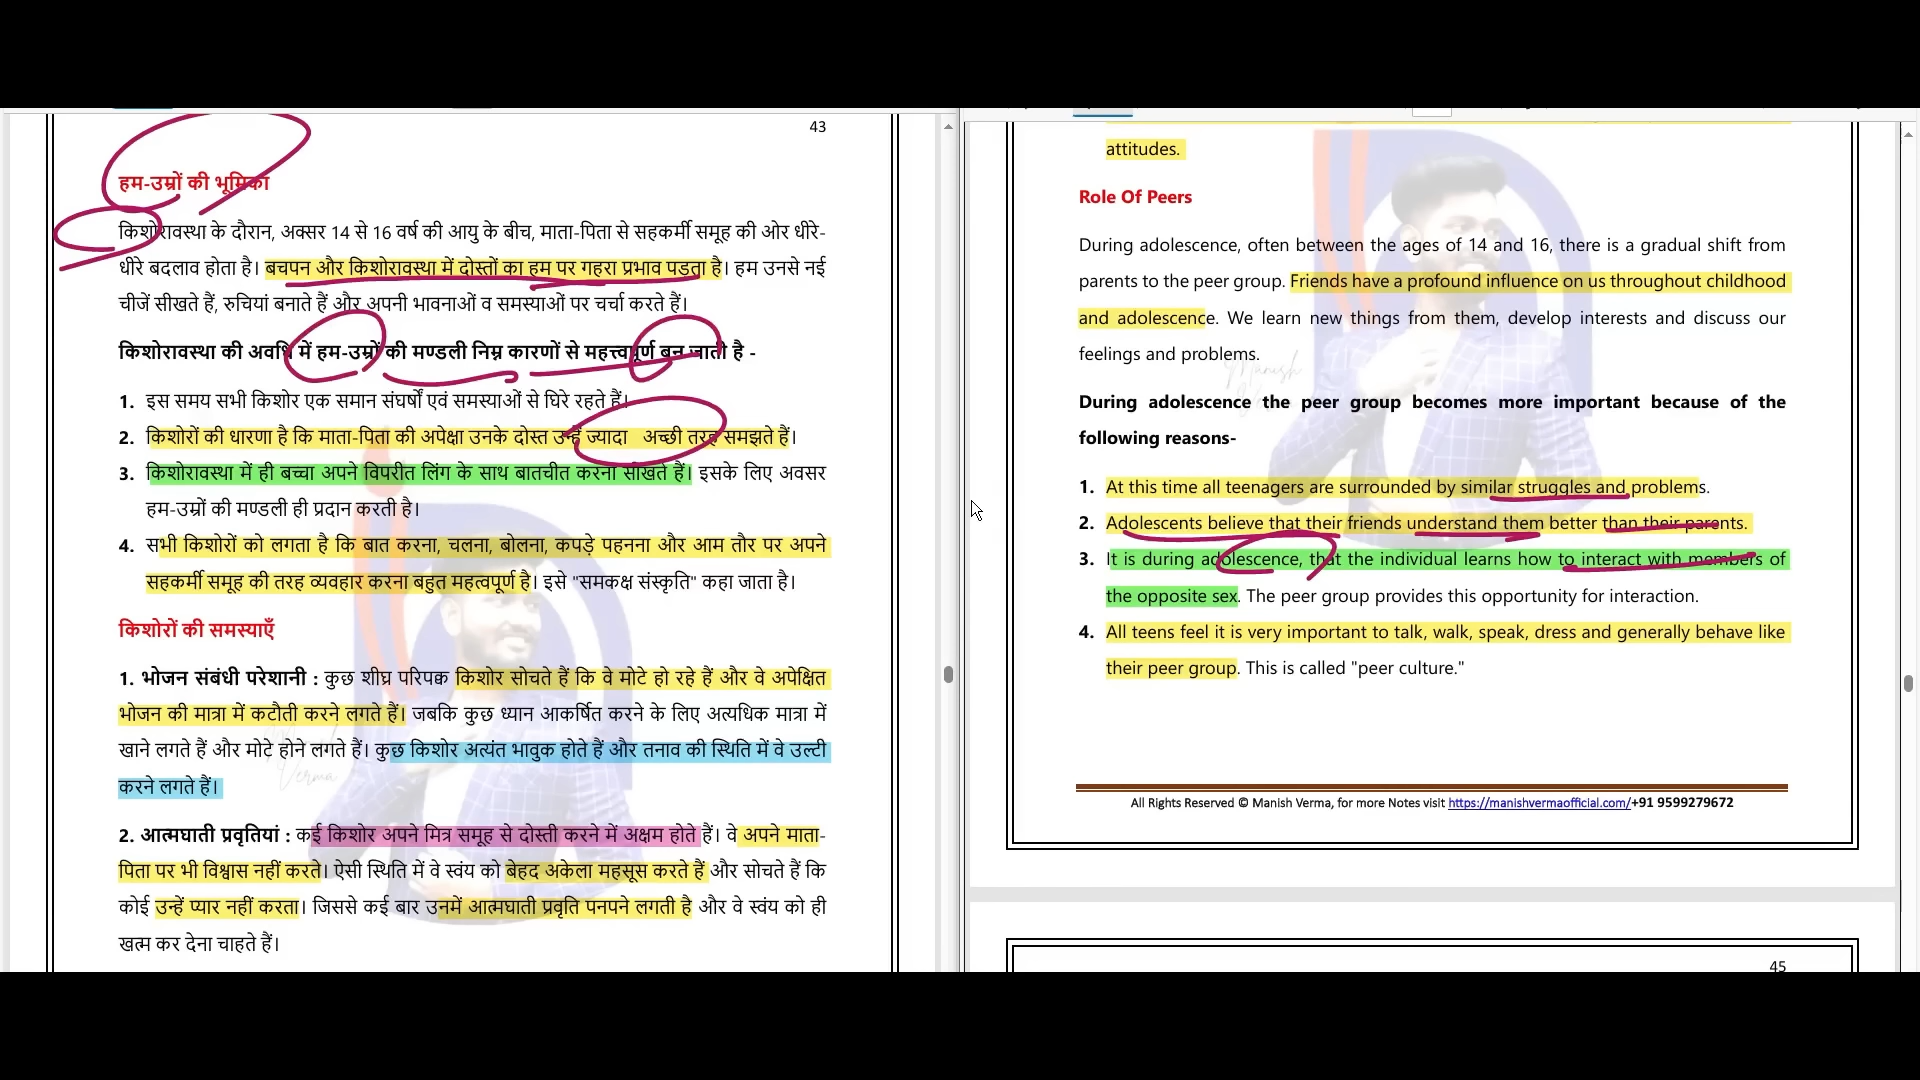 43
हम-उम्रों की भूमिका
किशोरावस्था के दौरान, अक्सर 14 से 16 वर्ष की आयु के बीच, माता-पिता से सहकर्मी समूह की ओर धीरे-
धीरे बदलाव होता है। बचपन और किशोरावस्था में दोस्तों का हम पर गहरा प्रभाव पड़ता है। हम उनसे नई
चीजें सीखते हैं, रुचियां बनाते हैं और अपनी भावनाओं व समस्याओं पर चर्चा करते हैं।
किशोरावस्था की अवधि में हम-उम्रों की मण्डली निम्न कारणों से महत्त्वपूर्ण बन जाती है -
1. इस समय सभी किशोर एक समान संघर्षों एवं समस्याओं से घिरे रहते हैं।
2. किशोरों की धारणा है कि माता-पिता की अपेक्षा उनके दोस्त उन्हें ज्यादा अच्छी तरह समझते हैं।
3. किशोरावस्था में ही बच्चा अपने विपरीत लिंग के साथ बातचीत करना सीखते हैं। इसके लिए अवसर
हम-उम्रों की मण्डली ही प्रदान करती है।
4. सभी किशोरों को लगता है कि बात करना, चलना, बोलना, कपड़े पहनना और आम तौर पर अपने
सहकर्मी समूह की तरह व्यवहार करना बहुत महत्वपूर्ण है। इसे "समकक्ष संस्कृति" कहा जाता है।
किशोरों की समस्याएँ
1. भोजन संबंधी परेशानी : कुछ शीघ्र परिपक्व किशोर सोचते हैं कि वे मोटे हो रहे हैं और वे अपेक्षित
भोजन की मात्रा में कटौती करने लगते हैं। जबकि कुछ ध्यान आकर्षित करने के लिए अत्यधिक मात्रा में
खाने लगते हैं और मोटे होने लगते हैं। कुछ किशोर अत्यंत भावुक होते हैं और तनाव की स्थिति में वे उल्टी
करने लगते हैं।
2. आत्मघाती प्रवृतियां : कई किशोर अपने मित्र समूह से दोस्ती करने में अक्षम होते हैं। वे अपने माता-
पिता पर भी विश्वास नहीं करते। ऐसी स्थिति में वे स्वंय को बेहद अकेला महसूस करते हैं और सोचते हैं कि
कोई उन्हें प्यार नहीं करता। जिससे कई बार उनमें आत्मघाती प्रवृति पनपने लगती है और वे स्वंय को ही
खत्म कर देना चाहते हैं।
Verma
attitudes.
Role Of Peers
During adolescence, often between the ages of 14 and 16, there is a gradual shift from
parents to the peer group. Friends have a profound influence on us throughout childhood
and adolescence. We learn new things from them, develop interests and discuss our
feelings and problems.
Manish
During adolescence the peer group becomes more important because of the
following reasons-
1. At this time all teenagers are surrounded by similar struggles and problems.
2. Adolescents believe that their friends understand them better than their parents.
3. It is during adolescence, that the individual learns how to interact with members of
the opposite sex. The peer group provides this opportunity for interaction.
4. All teens feel it is very important to talk, walk, speak, dress and generally behave like
their peer group. This is called "peer culture."
All Rights Reserved © Manish Verma, for more Notes visit https://manishvermaofficial.com/+91 9599279672
45